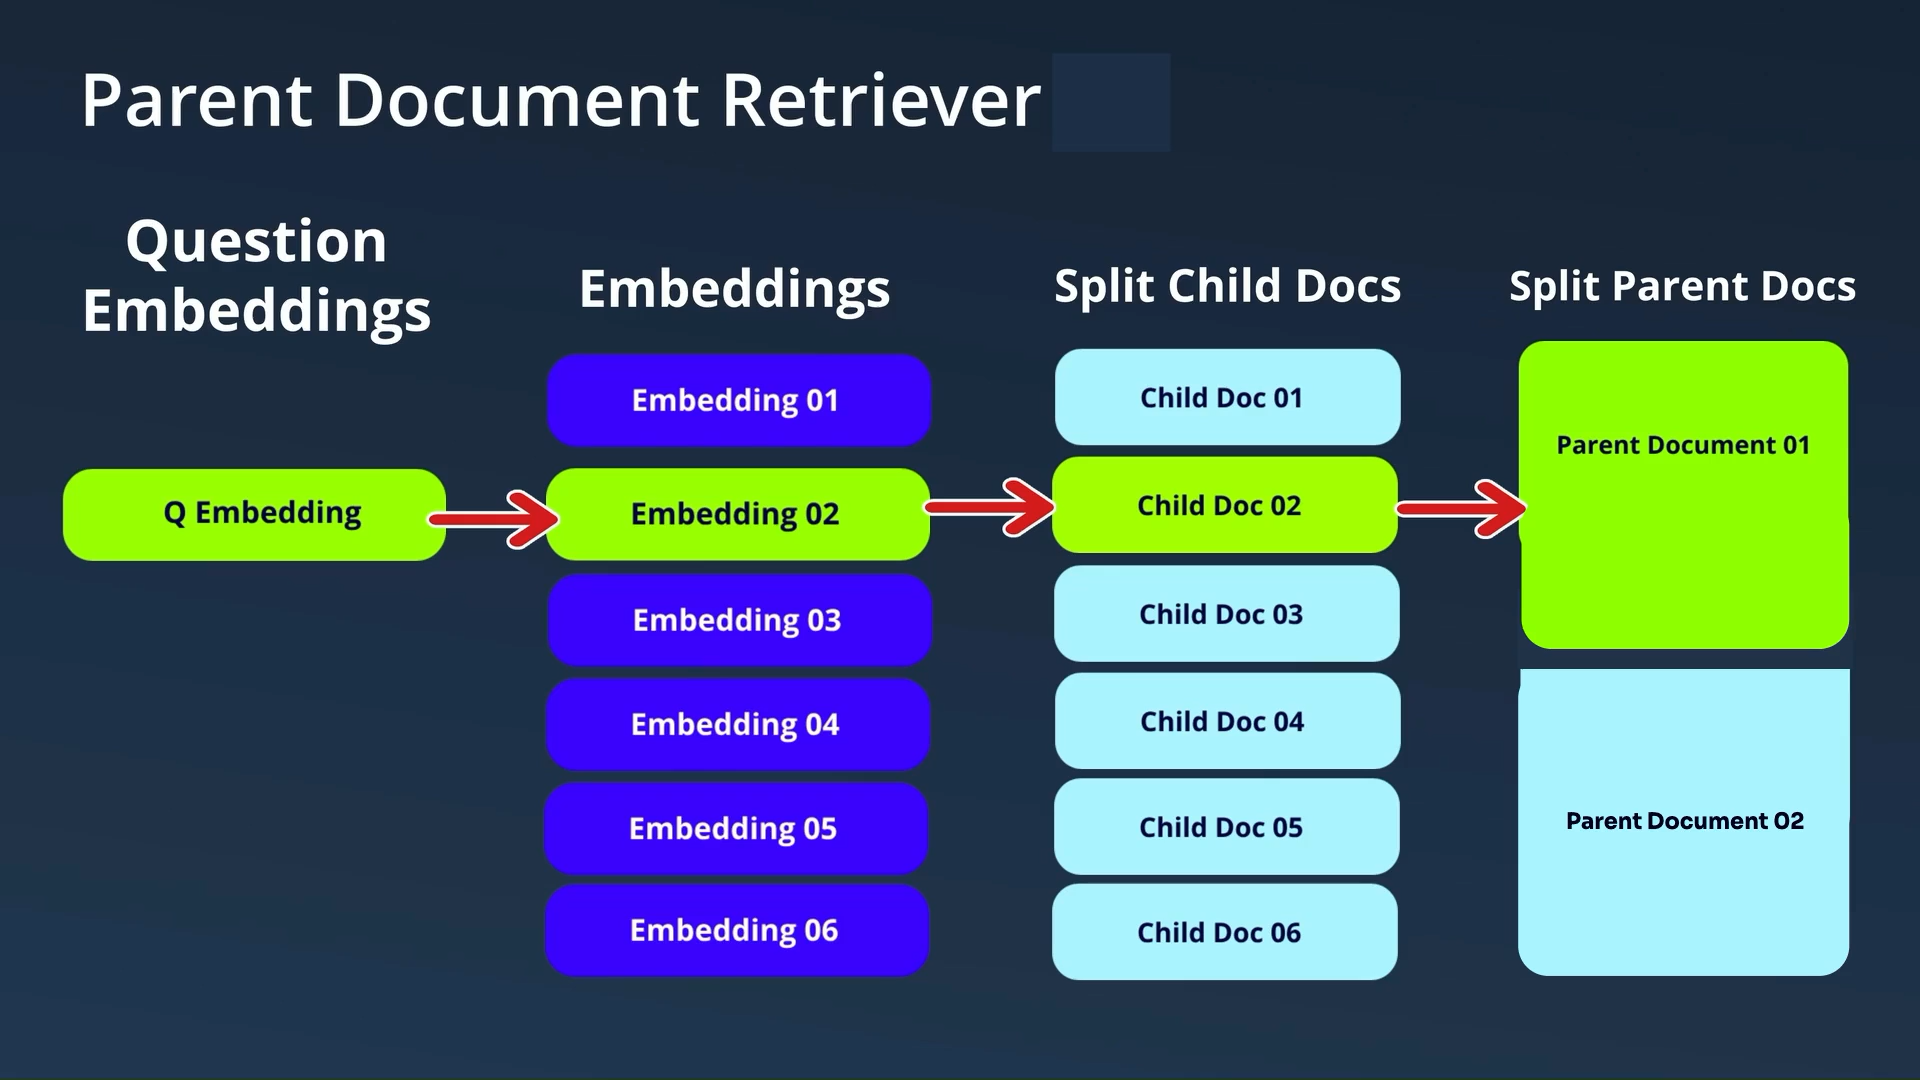 Parent Document Retriever
Question
Embeddings
Embeddings
Split Child Docs
Split Parent Docs
Q Embedding
Embedding 01
Embedding 02
Embedding 03
Embedding 04
Embedding 05
Embedding 06
Child Doc 01
Child Doc 02
Child Doc 03
Child Doc 04
Child Doc 05
Child Doc 06
Parent Document 01
Parent Document 02